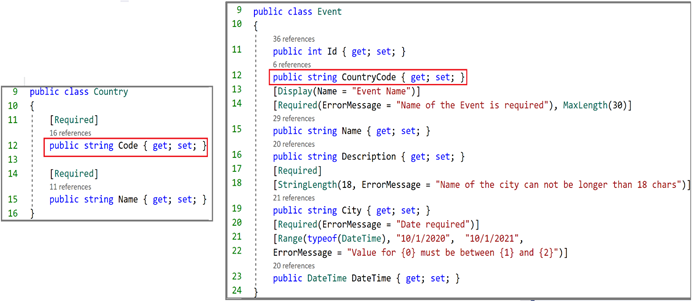 9 public class Country
10 {
11 [Required]
16 references
12 public string Code { get; set; }
13
14 [Required]
11 references
15 public string Name { get; set; }
16 }
9 public class Event
10 {
36 references
11 public int Id { get; set; }
6 references
12 public string CountryCode { get; set; }
13 [Display(Name = "Event Name")]
14 [Required(ErrorMessage = "Name of the Event is required"), MaxLength(30)]
29 references
15 public string Name { get; set; }
20 references
16 public string Description { get; set; }
17 [Required]
18 [StringLength(18, ErrorMessage = "Name of the city can not be longer than 18 chars")]
21 references
19 public string City { get; set; }
20 [Required(ErrorMessage = "Date required")]
21 [Range(typeof(DateTime), "10/1/2020", "10/1/2021",
22 ErrorMessage = "Value for {0} must be between {1} and {2}")]
20 references
23 public DateTime DateTime { get; set; }
24 }